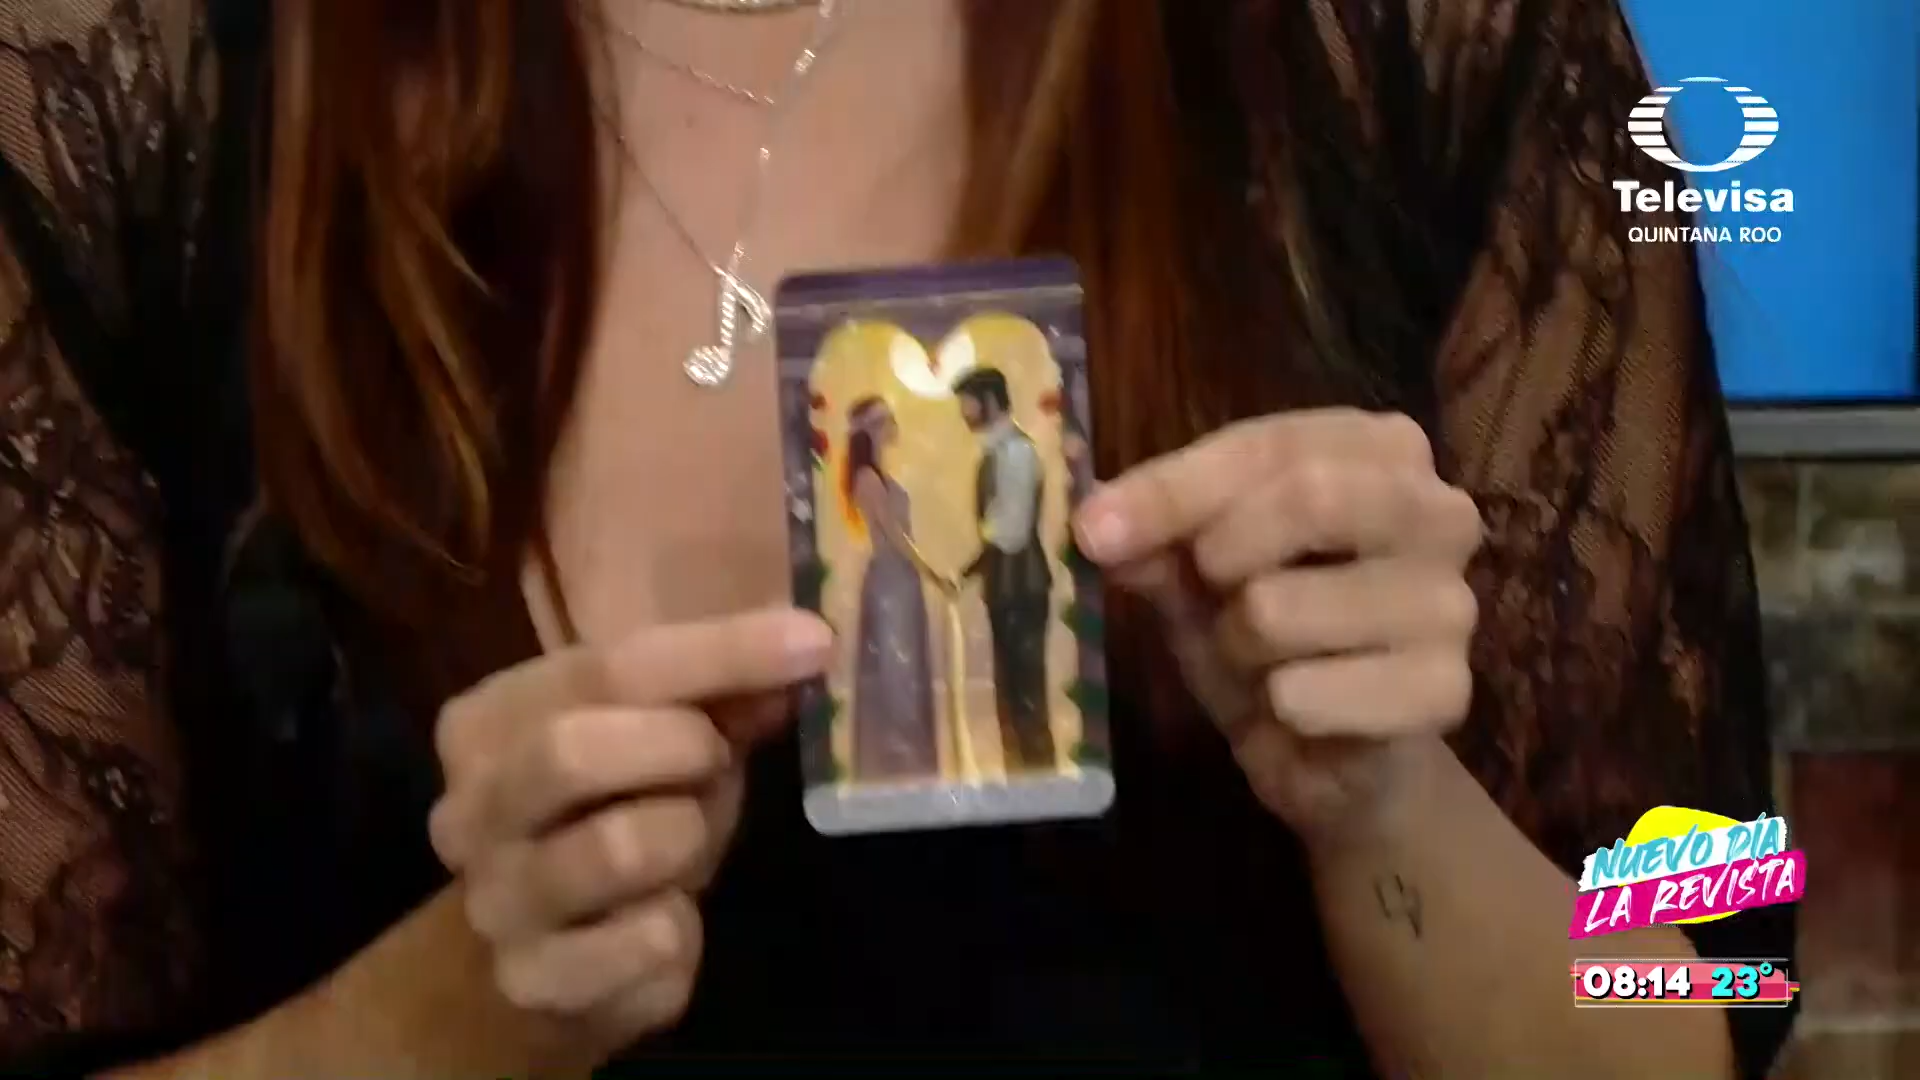 Televisa
QUINTANA ROO
NUEVO DÍA
LA REVISTA
08:14 23°